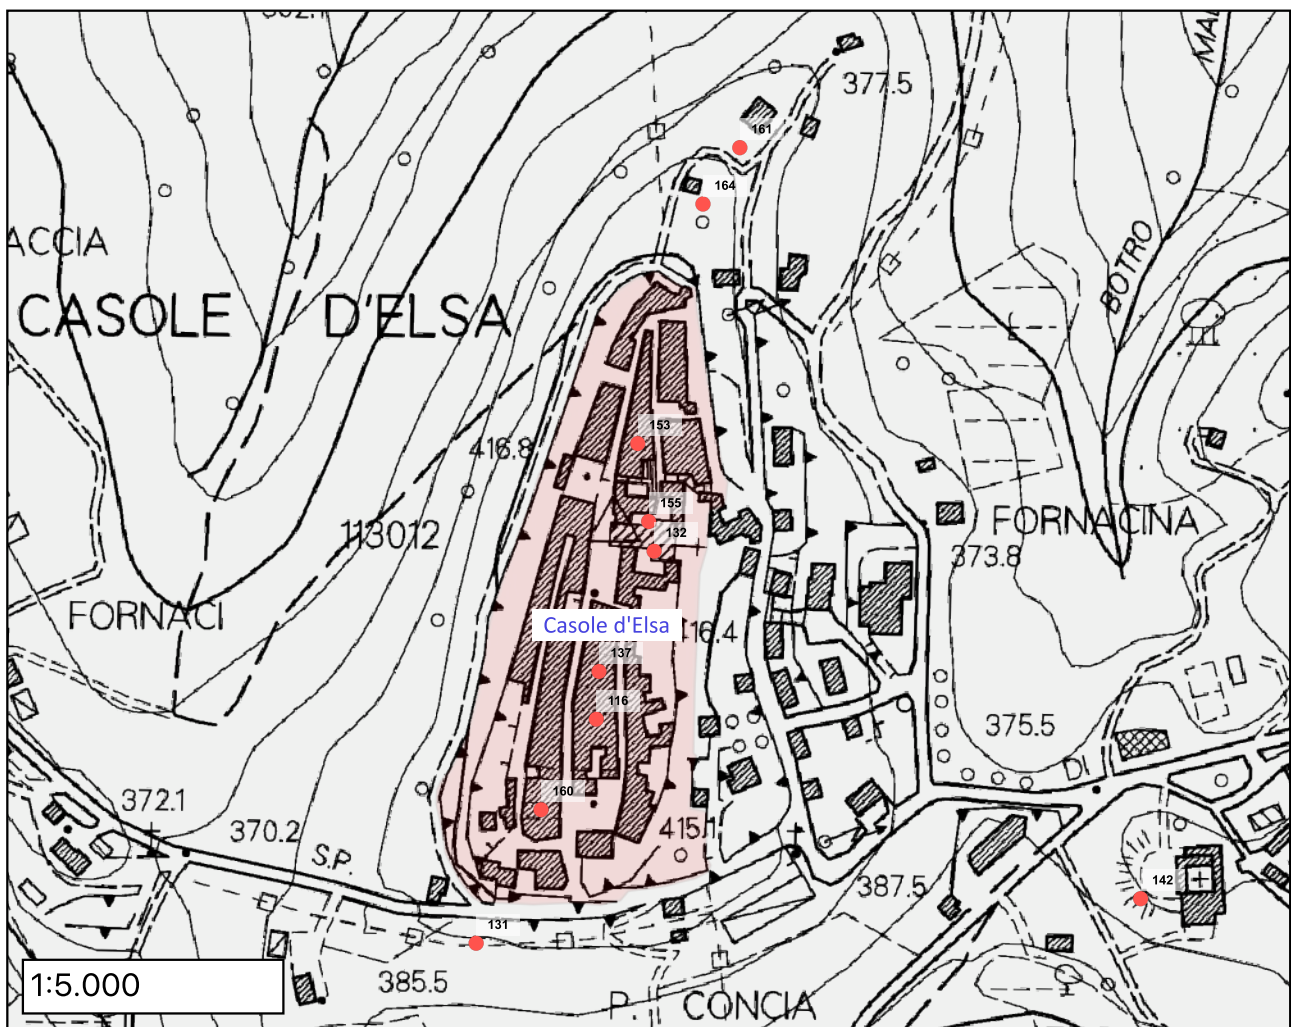 377.5
161
164
ACCIA
BOTRO
CASOLE D'ELSA
153
416.8
155
113012
132
FORNACINA
373.8
FORNACI
Casole d'Elsa
16.4
137
116
375.5
DI
160
372.1
370.2
415.1
S.P.
387.5
142
131
385.5
1:5.000
P. CONCIA